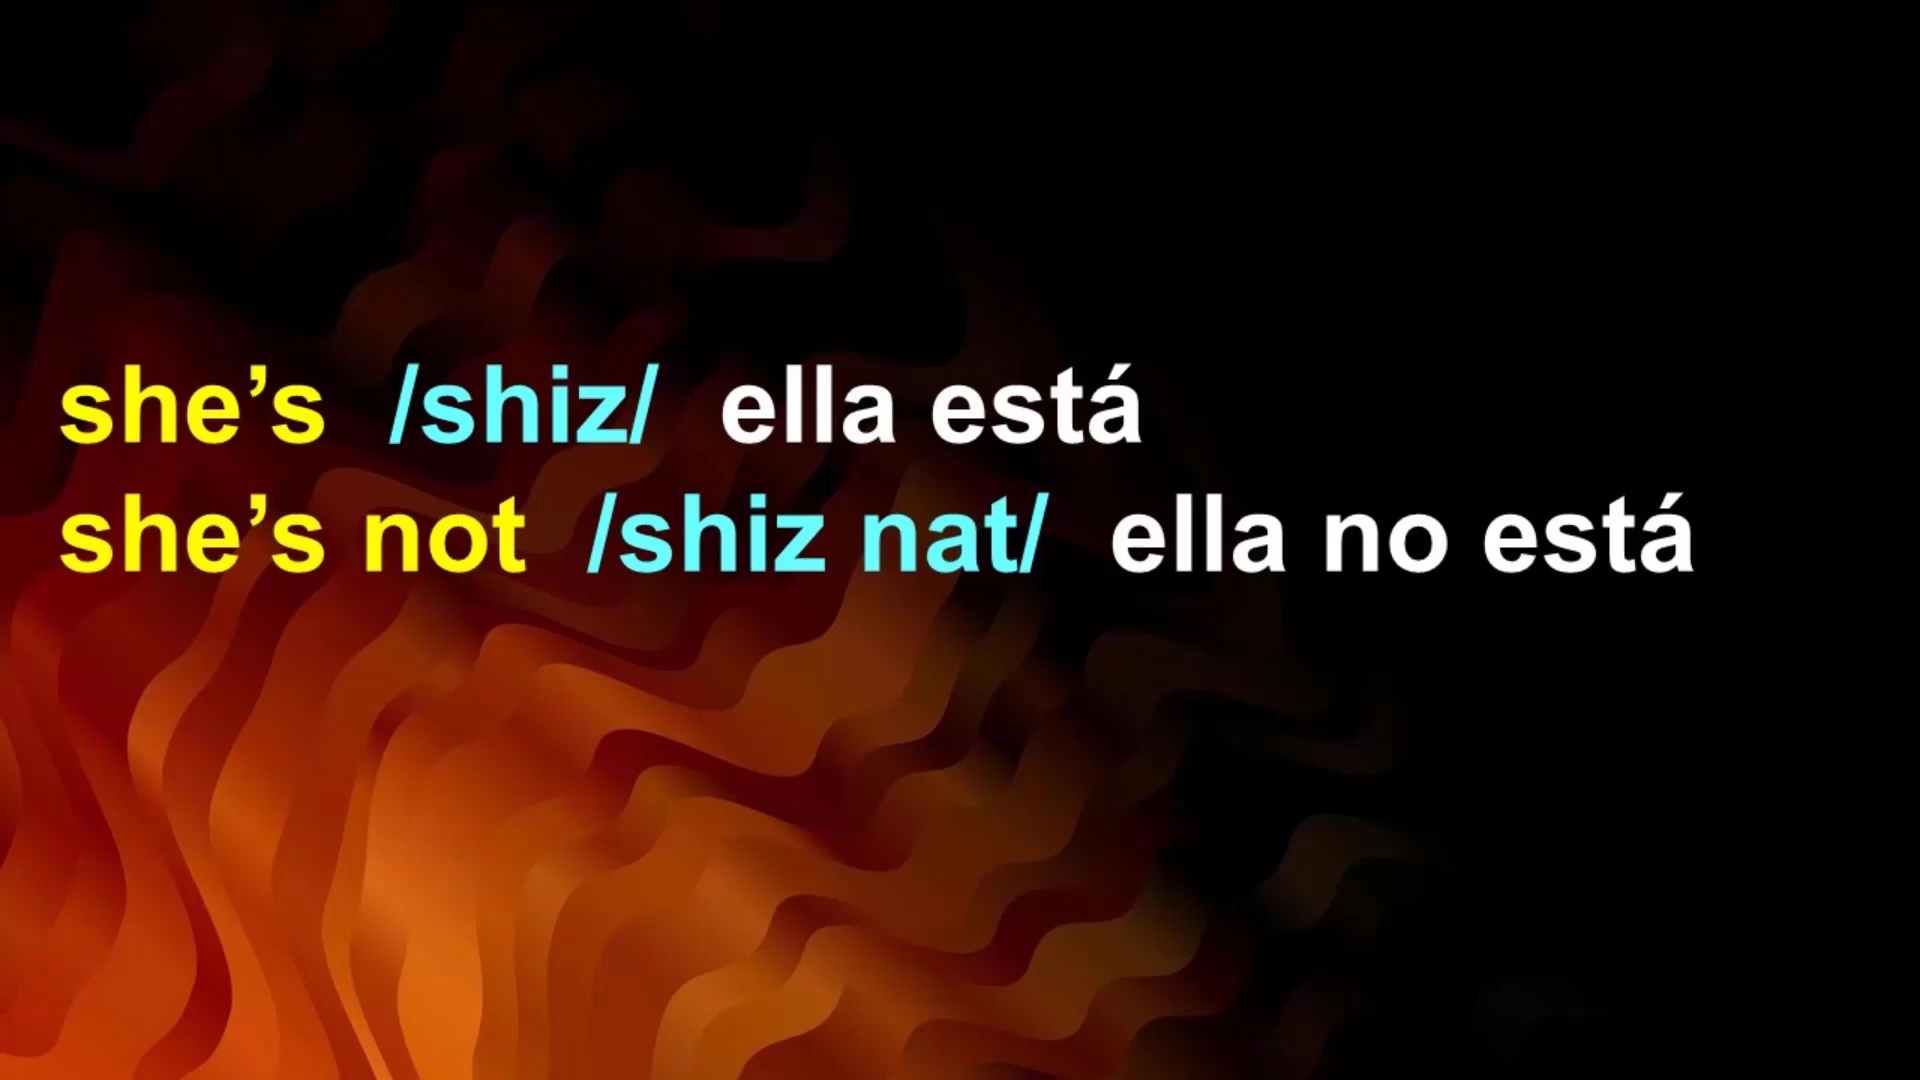 she’s /shiz/ ella está
she’s not /shiz nat/ ella no está